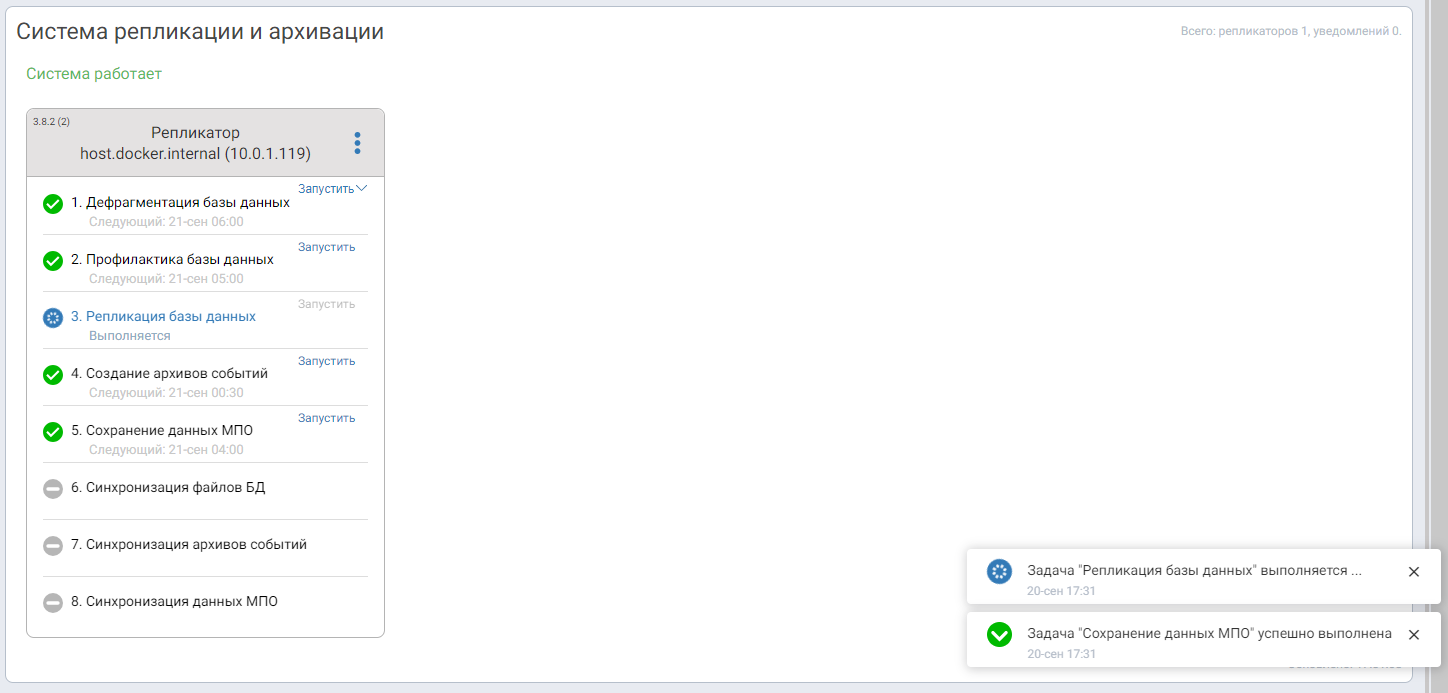 Система репликации и архивации
Всего: репликаторов 1, уведомлений 0.
Система работает
3.8.2 (2)
Репликатор
host.docker.internal (10.0.1.119)
Запустить
1. Дефрагментация базы данных
Следующий: 21-сен 06:00
Запустить
2. Профилактика базы данных
Следующий: 21-сен 05:00
Запустить
3. Репликация базы данных
Выполняется
Запустить
4. Создание архивов событий
Следующий: 21-сен 00:30
Запустить
5. Сохранение данных МПО
Следующий: 21-сен 04:00
6. Синхронизация файлов БД
7. Синхронизация архивов событий
8. Синхронизация данных МПО
Задача "Репликация базы данных" выполняется ...
20-сен 17:31
Задача "Сохранение данных МПО" успешно выполнена
20-сен 17:31